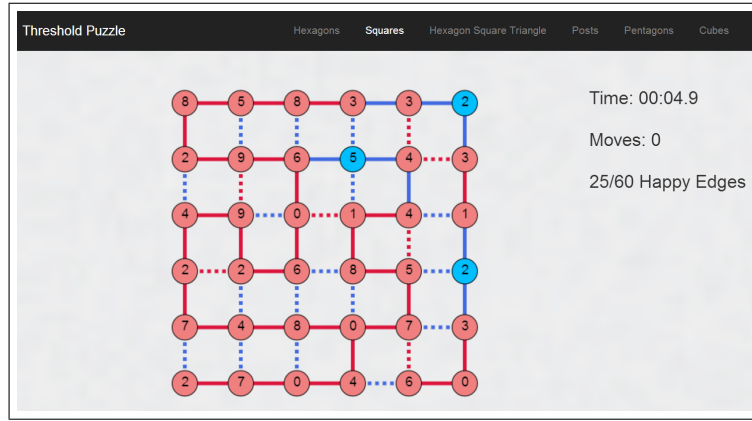 Threshold Puzzle Hexagons Squares Hexagon Square Triangle Posts Pentagons Cubes
8 5 8 3 3 2
Time: 00:04.9
Moves: 0
2 9 6 5 4 3
25/60 Happy Edges
4 9 0 1 4 1
2 2 6 8 5 2
7 4 8 0 7 3
2 7 0 4 6 0